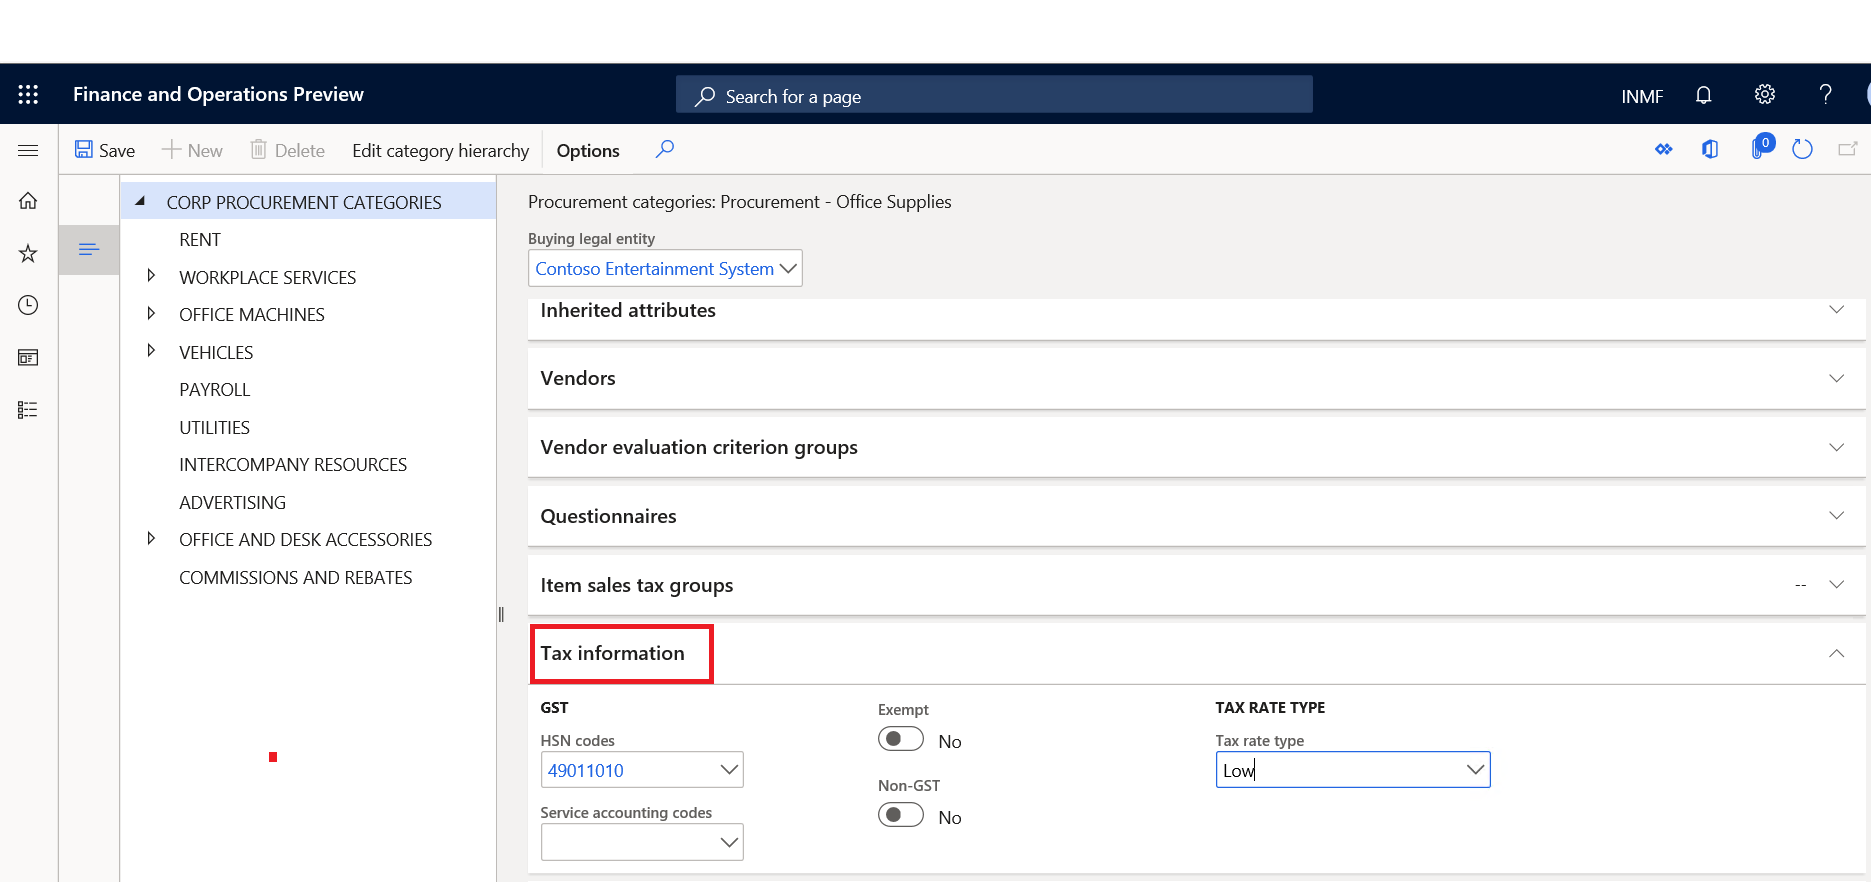 Finance and Operations Preview
Search for a page
INMF
?
Save
New
Delete
Edit category hierarchy
Options
0
CORP PROCUREMENT CATEGORIES
RENT
WORKPLACE SERVICES
OFFICE MACHINES
VEHICLES
PAYROLL
UTILITIES
INTERCOMPANY RESOURCES
ADVERTISING
OFFICE AND DESK ACCESSORIES
COMMISSIONS AND REBATES
Procurement categories: Procurement - Office Supplies
Buying legal entity
Contoso Entertainment System
Inherited attributes
Vendors
Vendor evaluation criterion groups
Questionnaires
Item sales tax groups --
Tax information
GST
HSN codes
49011010
Service accounting codes
Exempt
No
Non-GST
No
TAX RATE TYPE
Tax rate type
Low